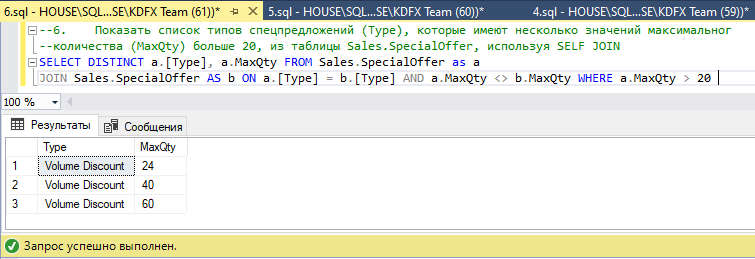 6.sql - HOUSE\SQL...SE\KDFX Team (61))* 5.sql - HOUSE\SQL...SE\KDFX Team (60))* 4.sql - HOUSE\SQL...SE\KDFX Team (59))*
--6. Показать список типов спецпредложений (Type), которые имеют несколько значений максимальног
--количества (MaxQty) больше 20, из таблицы Sales.SpecialOffer, используя SELF JOIN
SELECT DISTINCT a.[Type], a.MaxQty FROM Sales.SpecialOffer as a
JOIN Sales.SpecialOffer AS b ON a.[Type] = b.[Type] AND a.MaxQty <> b.MaxQty WHERE a.MaxQty > 20
100 %
Результаты Сообщения
Type MaxQty
1 Volume Discount 24
2 Volume Discount 40
3 Volume Discount 60
Запрос успешно выполнен.